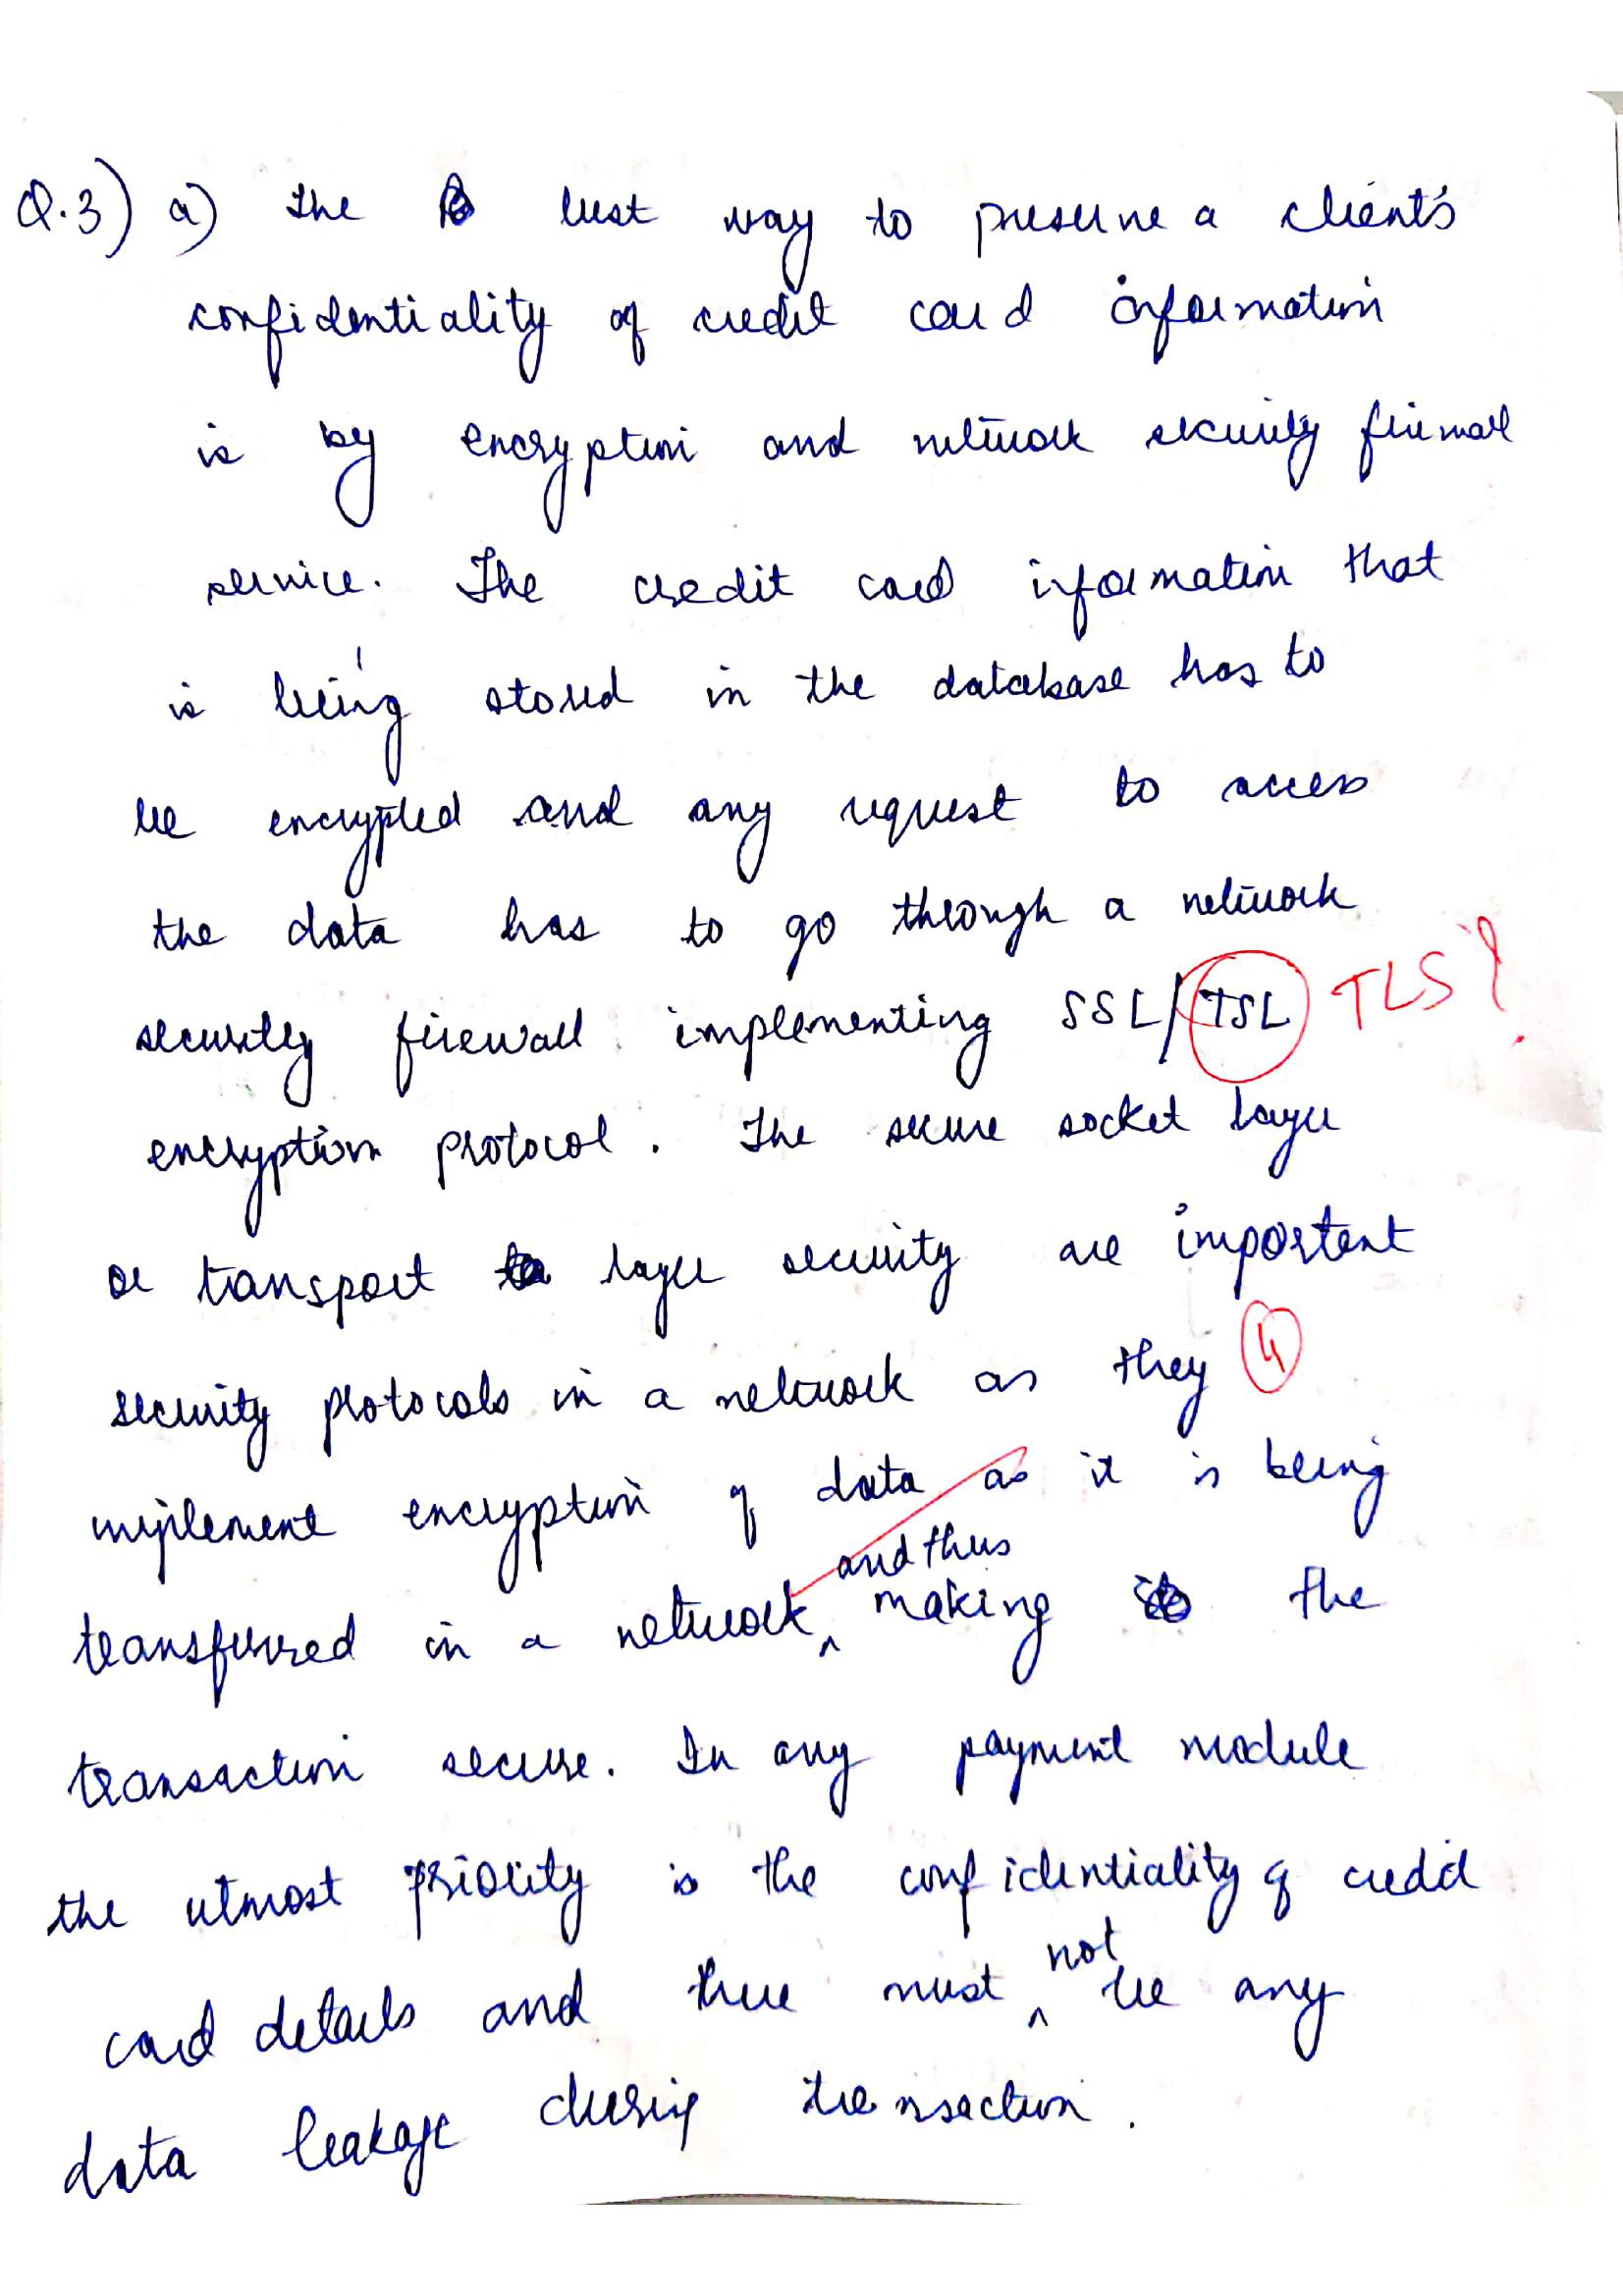 Q.3) a) the best way to preserve a client's
confidentiality of credit card information
is by encryption and network security firewall
service. The credit card information that
is being stored in the database has to
be encrypted and any request to access
the data has to go through a network
security firewall implementing SSL/TSL TLS?
encryption protocol. The secure socket layer
or transport layer security are important
security protocols in a network as they 4
implement encryption of data as it is being
and thus
transferred in a network ^ making the
transaction secure. In any payment module
the utmost priority is the confidentiality of credit
not
card details and there must ^ be any
data leakage during transaction.